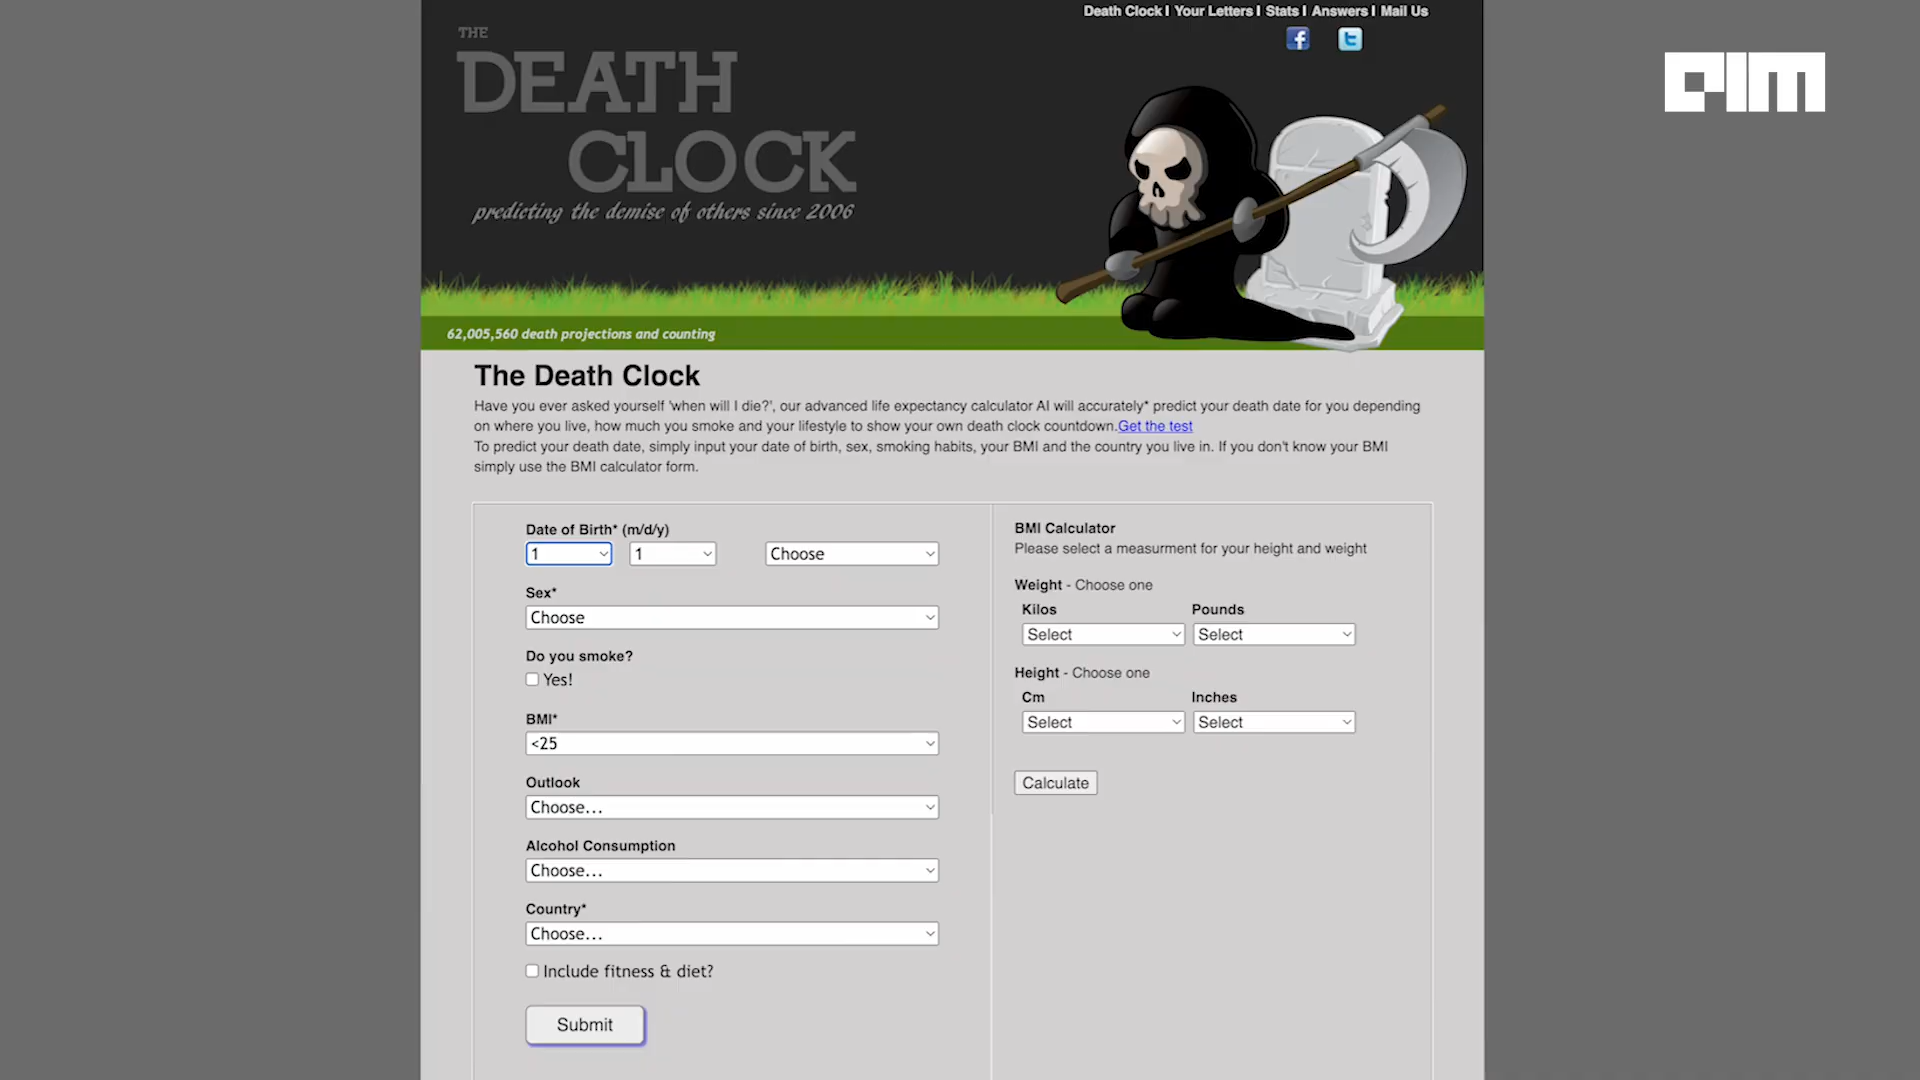 Death Clock I Your Letters I Stats I Answers I Mail Us
THE
DEATH
CLOCK
predicting the demise of others since 2006
AIM
62,005,560 death projections and counting
The Death Clock
Have you ever asked yourself 'when will I die?', our advanced life expectancy calculator AI will accurately* predict your death date for you depending
on where you live, how much you smoke and your lifestyle to show your own death clock countdown.Get the test
To predict your death date, simply input your date of birth, sex, smoking habits, your BMI and the country you live in. If you don't know your BMI
simply use the BMI calculator form.
Date of Birth* (m/d/y)
1 1 Choose
Sex*
Choose
Do you smoke?
Yes!
BMI*
<25
Outlook
Choose...
Alcohol Consumption
Choose...
Country*
Choose...
Include fitness & diet?
Submit
BMI Calculator
Please select a measurment for your height and weight
Weight - Choose one
Kilos Pounds
Select Select
Height - Choose one
Cm Inches
Select Select
Calculate